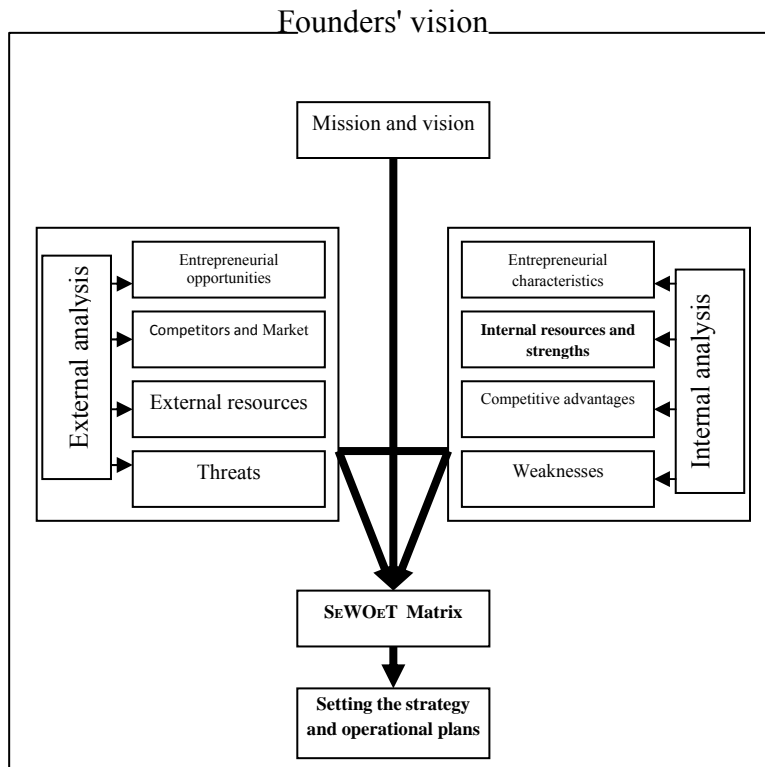 Founders' vision
Mission and vision
External analysis
Entrepreneurial
opportunities
Competitors and Market
External resources
Threats
Entrepreneurial
characteristics
Internal resources and
strengths
Competitive advantages
Weaknesses
Internal analysis
SEWOET Matrix
Setting the strategy
and operational plans